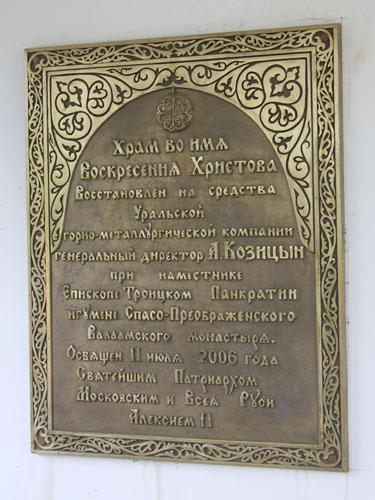 Храм во имя
Воскресения Христова
Восстановлен на средства
Уральской
горно-металлургической компании
генеральный директор А.Козицын
при наместнике
Епископе Троицком Панкратии
игумене Спасо-Преображенского
Валаамского монастыря.
Освящен 11 июля 2006 года
Святейшим Патриархом
Московским и Всея Руси
Алексием II